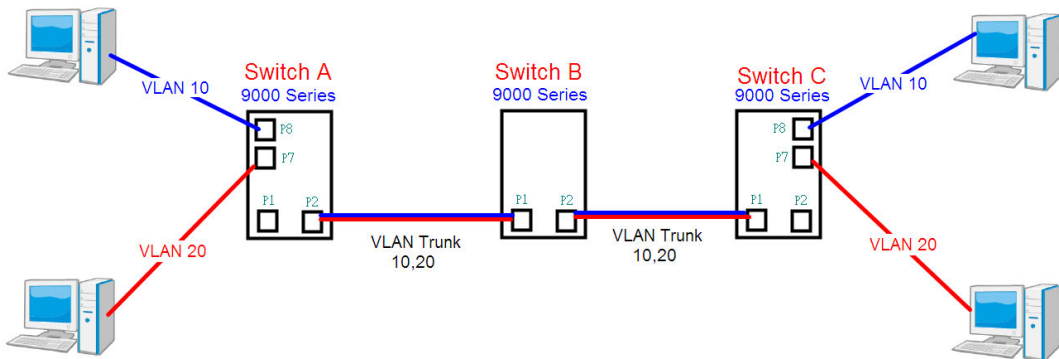 Switch A
9000 Series
Switch B
9000 Series
Switch C
9000 Series
VLAN 10
VLAN 10
P8
P7
P1
P2
P1
P2
P8
P7
P1
P2
VLAN Trunk
10,20
VLAN Trunk
10,20
VLAN 20
VLAN 20